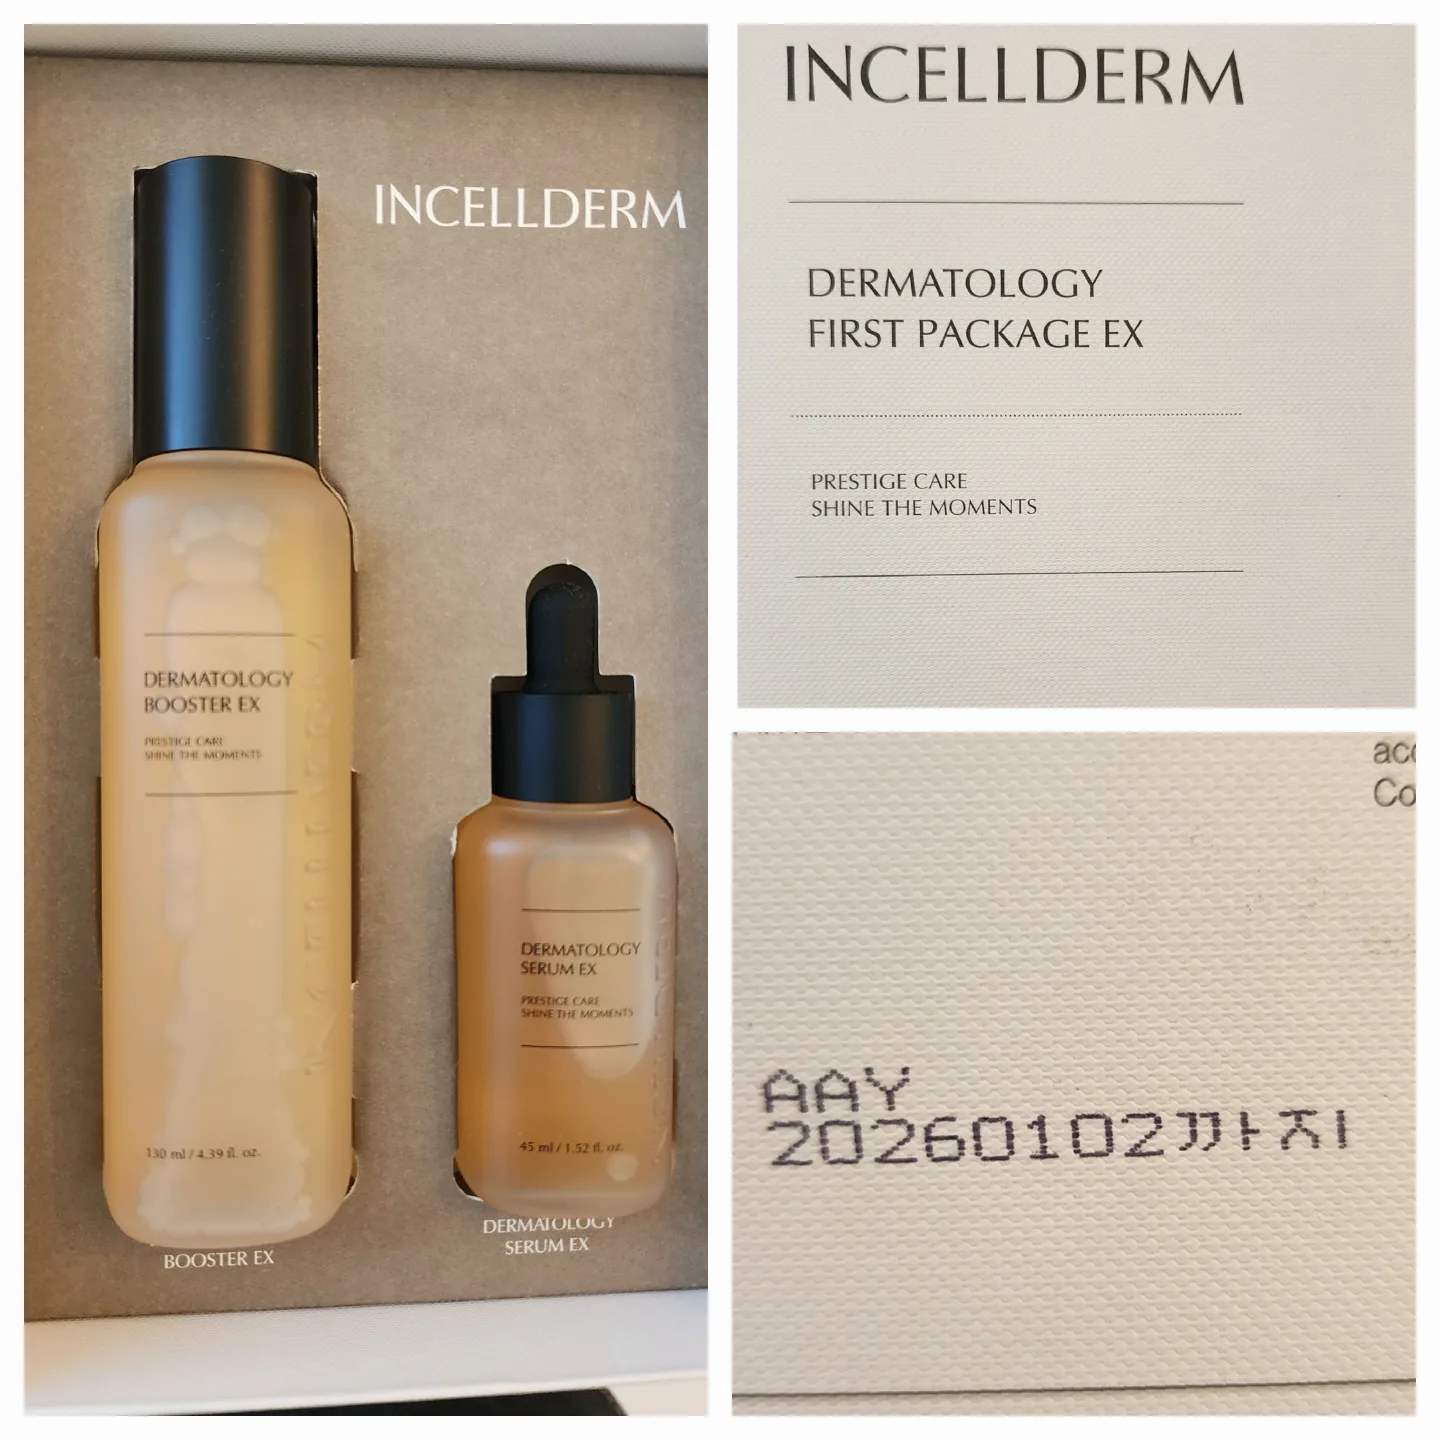 INCELLDERM
DERMATOLOGY
BOOSTER EX
PRESTIGE CARE
SHINE THE MOMENTS
130 ml / 4.39 fl. oz.
BOOSTER EX
DERMATOLOGY
SERUM EX
PRESTIGE CARE
SHINE THE MOMENTS
45 ml / 1.52 fl. oz.
DERMATOLOGY
SERUM EX
INCELLDERM
DERMATOLOGY
FIRST PACKAGE EX
PRESTIGE CARE
SHINE THE MOMENTS
AAY
20260102까지